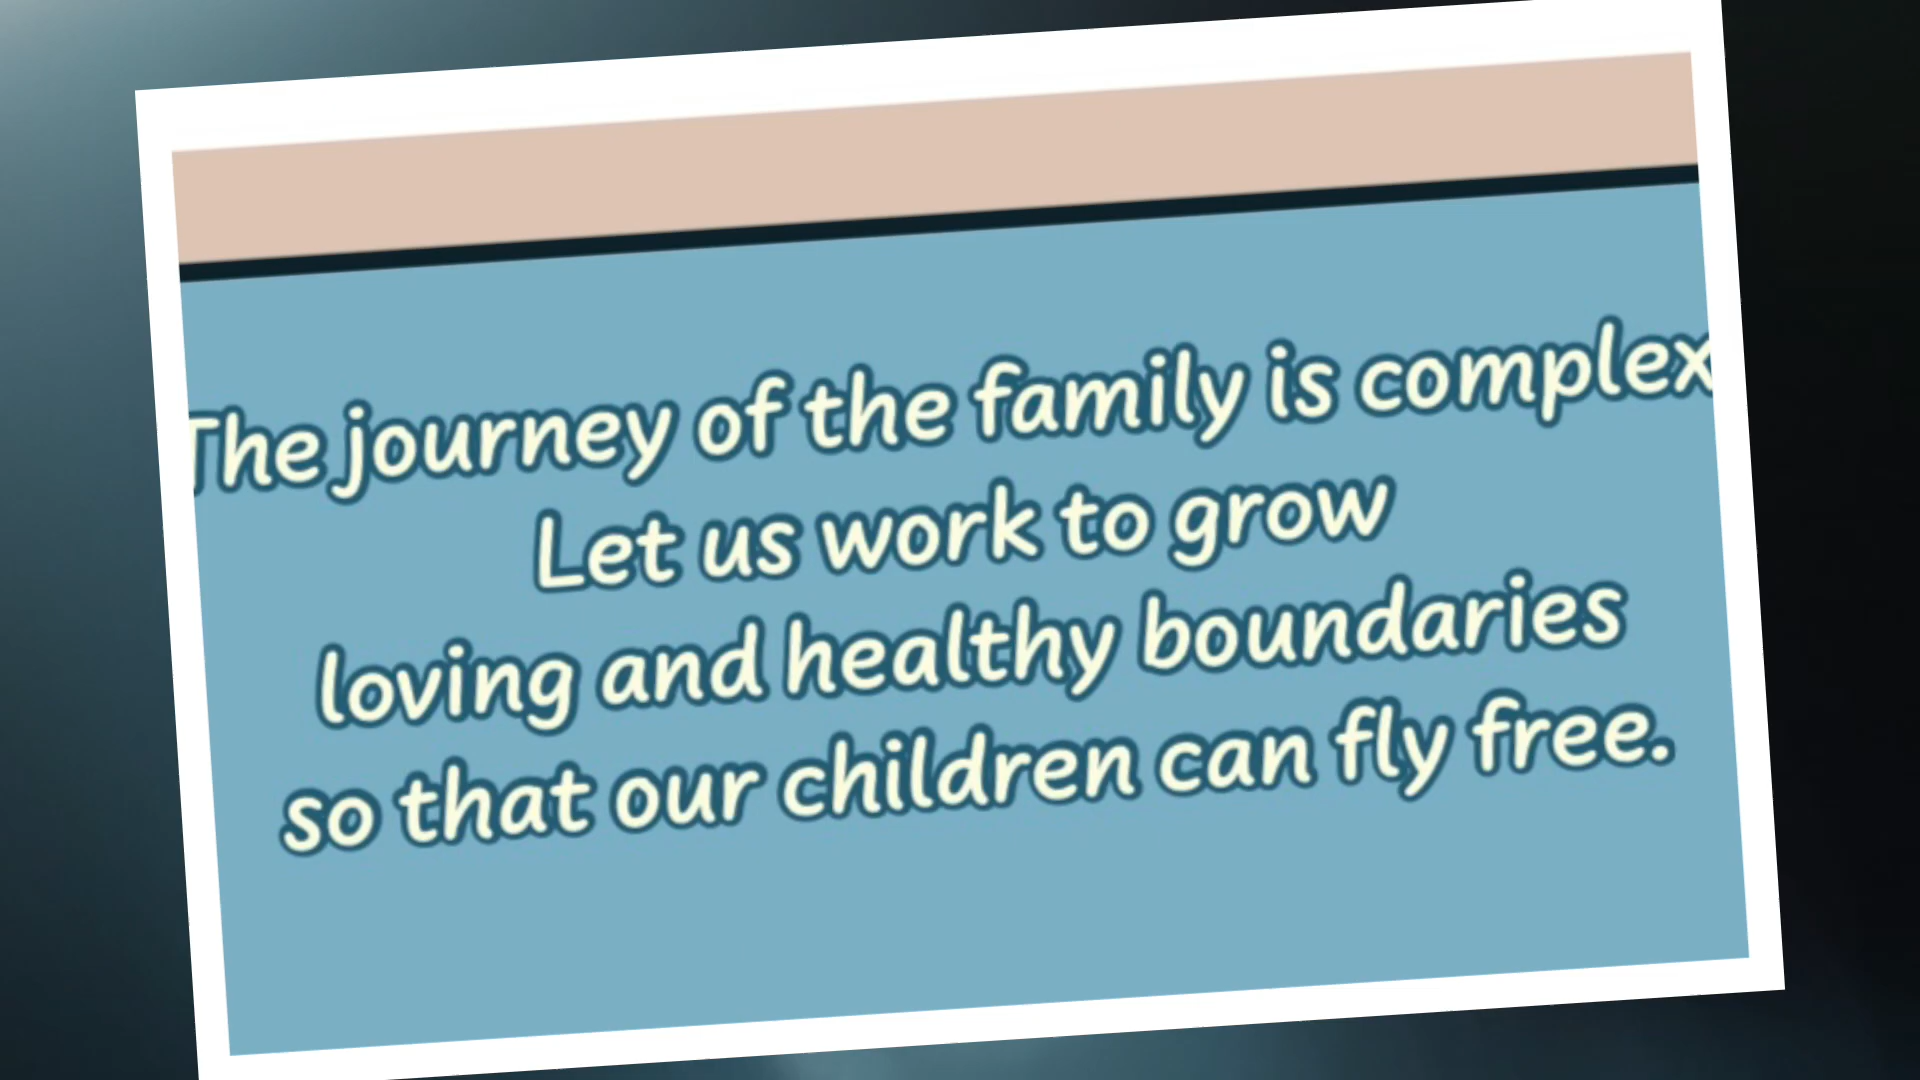 The journey of the family is complex
Let us work to grow
loving and healthy boundaries
so that our children can fly free.